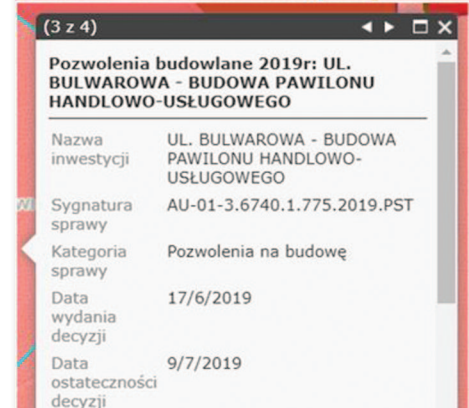 (3 z 4)
Pozwolenia budowlane 2019r: UL.
BULWAROWA - BUDOWA PAWILONU
HANDLOWO-USŁUGOWEGO
Nazwa inwestycji UL. BULWAROWA - BUDOWA
PAWILONU HANDLOWO-
USŁUGOWEGO
Sygnatura sprawy AU-01-3.6740.1.775.2019.PST
Kategoria sprawy Pozwolenia na budowę
Data wydania decyzji 17/6/2019
Data ostateczności decyzji 9/7/2019